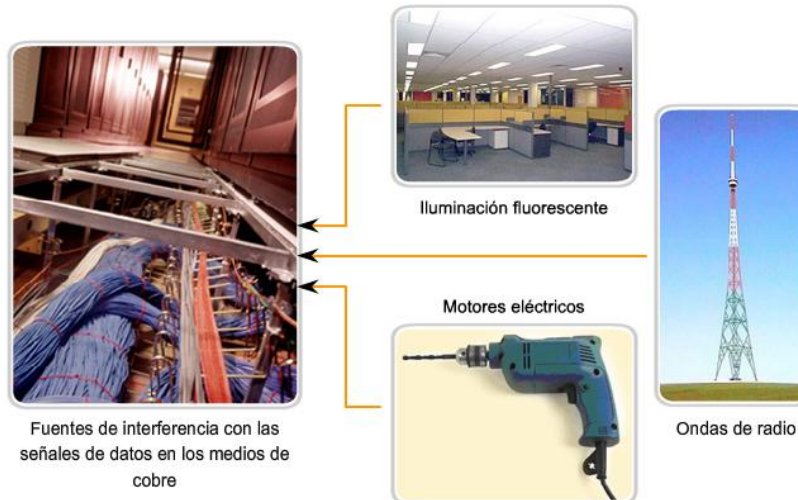 Iluminación fluorescente
Motores eléctricos
Fuentes de interferencia con las
señales de datos en los medios de
cobre
Ondas de radio